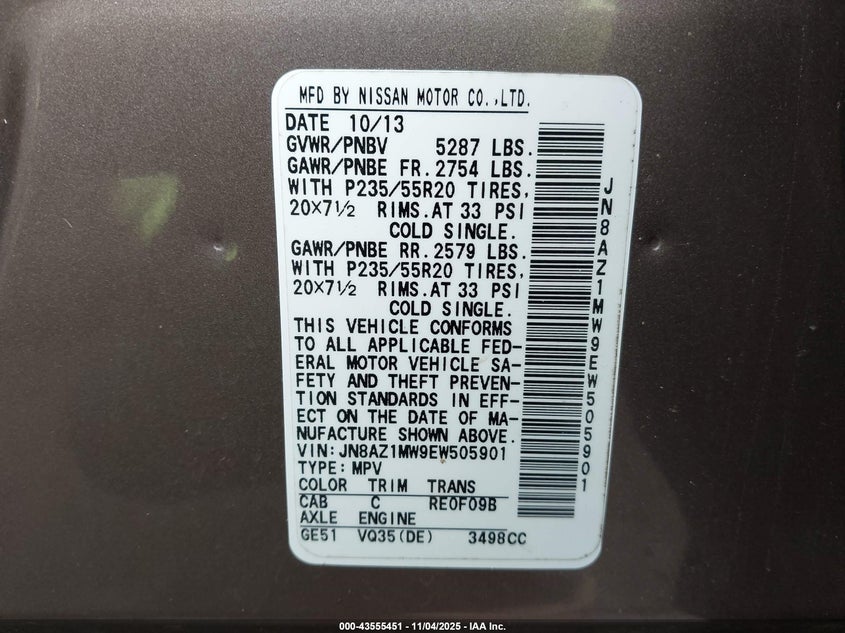 MFD BY NISSAN MOTOR CO.,LTD.
DATE 10/13
GVWR/PNBV 5287 LBS.
GAWR/PNBE FR.2754 LBS.
WITH P235/55R20 TIRES,
20×7½ RIMS.AT 33 PSI
COLD SINGLE.
GAWR/PNBE RR.2579 LBS.
WITH P235/55R20 TIRES,
20×7½ RIMS.AT 33 PSI
COLD SINGLE.
THIS VEHICLE CONFORMS
TO ALL APPLICABLE FED-
ERAL MOTOR VEHICLE SA-
FETY AND THEFT PREVEN-
TION STANDARDS IN EFF-
ECT ON THE DATE OF MA-
NUFACTURE SHOWN ABOVE.
VIN:JN8AZ1MW9EW505901
TYPE:MPV
COLOR TRIM TRANS
CAB C RE0F09B
AXLE ENGINE
GE51 VQ35(DE) 3498CC
JN8AZ1MW9EW505901
000-43555451 - 11/04/2025 - IAA Inc.